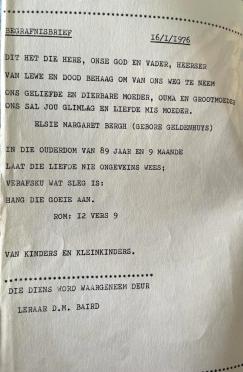 BEGRAFNISBRIEF 16/1/1976
DIT HET DIE HERE, ONSE GOD EN VADER, HEERSER
VAN LEWE EN DOOD BEHAAG OM VAN ONS WEG TE NEEM
ONS GELIEFDE EN DIERBARE MOEDER, OUMA EN GROOTMOEDER
ONS SAL JOU GLIMLAG EN LIEFDE MIS MOEDER.
ELSIE MARGARET BERGH (GEBORE GELDENHUYS)
IN DIE OUDERDOM VAN 89 JAAR EN 9 MAANDE
LAAT DIE LIEFDE NIE ONGEVEINS WEES;
VERAFSKU WAT SLEG IS:
HANG DIE GOEIE AAN.
ROM: 12 VERS 9
VAN KINDERS EN KLEINKINDERS.
DIE DIENS WORD WAARGENEEM DEUR
LERAAR D.M. BAIRD